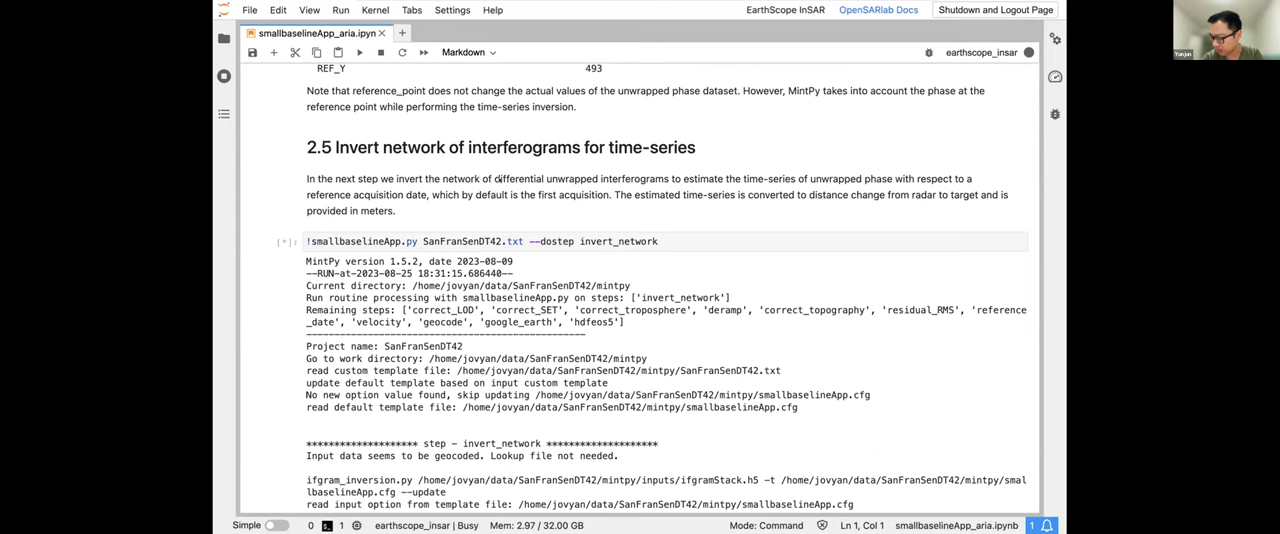 File Edit View Run Kernel Tabs Settings Help EarthScope InSAR OpenSARlab Docs Shutdown and Logout Page
smallbaselineApp_aria.ipyn
Markdown earthscope_insar
REF_Y 493
Note that reference_point does not change the actual values of the unwrapped phase dataset. However, MintPy takes into account the phase at the
reference point while performing the time-series inversion.
2.5 Invert network of interferograms for time-series
In the next step we invert the network of differential unwrapped interferograms to estimate the time-series of unwrapped phase with respect to a
reference acquisition date, which by default is the first acquisition. The estimated time-series is converted to distance change from radar to target and is
provided in meters.
[*]: !smallbaselineApp.py SanFranSenDT42.txt --dostep invert_network
MintPy version 1.5.2, date 2023-08-09
--RUN-at-2023-08-25 18:31:15.686440--
Current directory: /home/jovyan/data/SanFranSenDT42/mintpy
Run routine processing with smallbaselineApp.py on steps: ['invert_network']
Remaining steps: ['correct_LOD', 'correct_SET', 'correct_troposphere', 'deramp', 'correct_topography', 'residual_RMS', 'reference
_date', 'velocity', 'geocode', 'google_earth', 'hdfeos5']
--------------------------------------------------
Project name: SanFranSenDT42
Go to work directory: /home/jovyan/data/SanFranSenDT42/mintpy
read custom template file: /home/jovyan/data/SanFranSenDT42/mintpy/SanFranSenDT42.txt
update default template based on input custom template
No new option value found, skip updating /home/jovyan/data/SanFranSenDT42/mintpy/smallbaselineApp.cfg
read default template file: /home/jovyan/data/SanFranSenDT42/mintpy/smallbaselineApp.cfg
******************** step - invert_network ********************
Input data seems to be geocoded. Lookup file not needed.
ifgram_inversion.py /home/jovyan/data/SanFranSenDT42/mintpy/inputs/ifgramStack.h5 -t /home/jovyan/data/SanFranSenDT42/mintpy/smal
lbaselineApp.cfg --update
read input option from template file: /home/jovyan/data/SanFranSenDT42/mintpy/smallbaselineApp.cfg
Simple 0 1 earthscope_insar | Busy Mem: 2.97 / 32.00 GB Mode: Command Ln 1, Col 1 smallbaselineApp_aria.ipynb 1
Yunjun